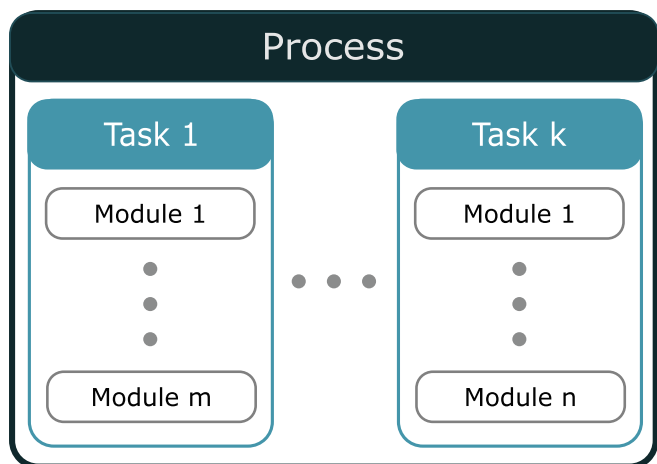 Process
Task 1
Module 1
Module m
Task k
Module 1
Module n